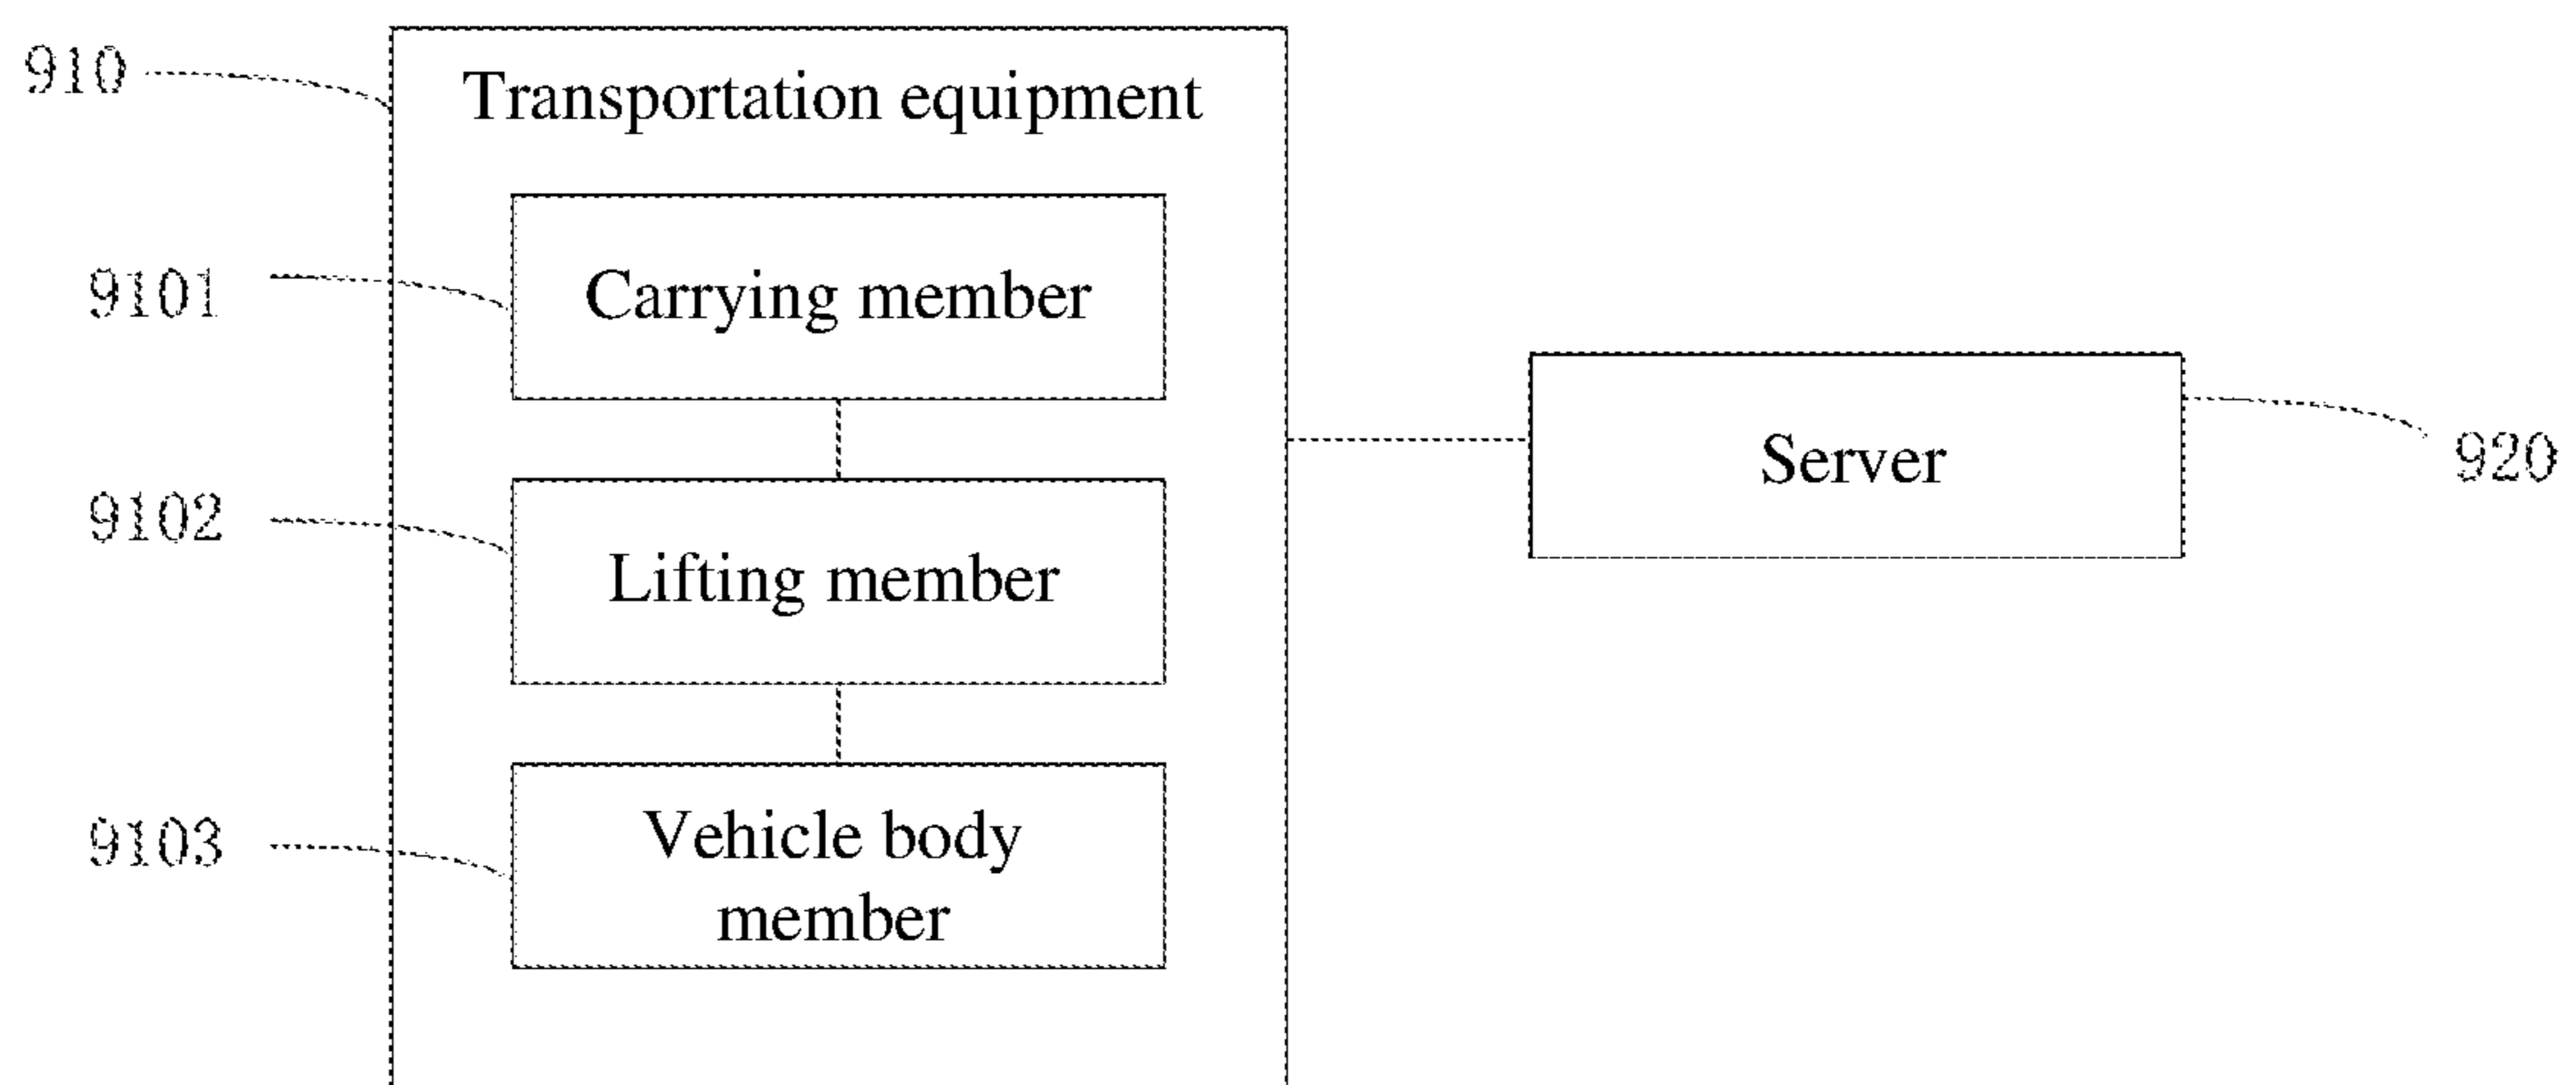 910
Transportation equipment
9101
Carrying member
9102
Lifting member
9103
Vehicle body
member
Server
920